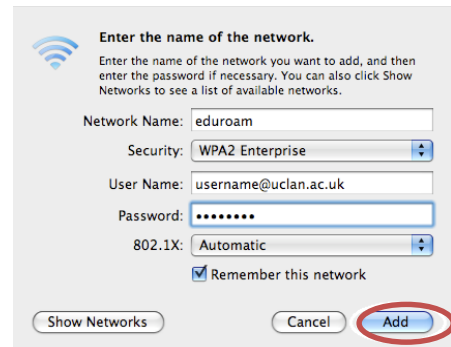 Enter the name of the network.
Enter the name of the network you want to add, and then
enter the password if necessary. You can also click Show
Networks to see a list of available networks.
Network Name: eduroam
Security: WPA2 Enterprise
User Name: username@uclan.ac.uk
Password: ••••••••
802.1X: Automatic
Remember this network
Show Networks Cancel Add